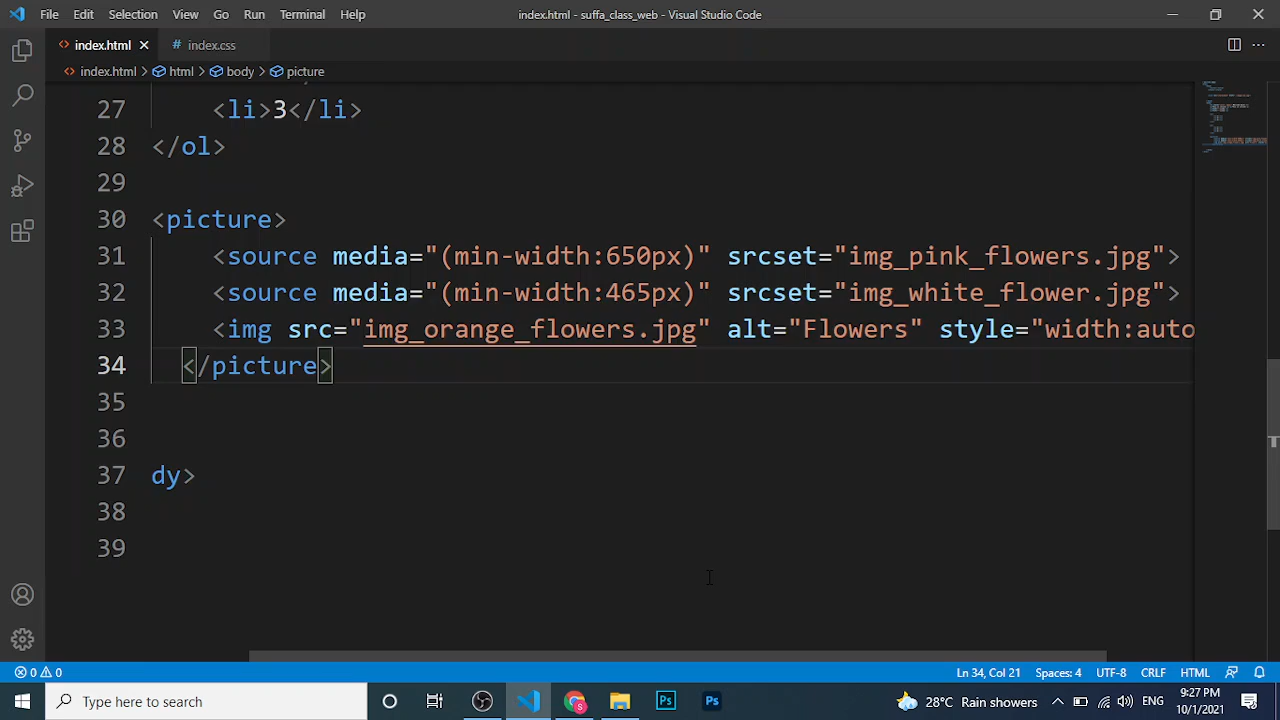 File Edit Selection View Go Run Terminal Help index.html - suffa_class_web - Visual Studio Code
index.html index.css
index.html > html > body > picture
27 <li>3</li>
28 </ol>
29
30 <picture>
31 <source media="(min-width:650px)" srcset="img_pink_flowers.jpg">
32 <source media="(min-width:465px)" srcset="img_white_flower.jpg">
33 <img src="img_orange_flowers.jpg" alt="Flowers" style="width:auto
34 </picture>
35
36
37 dy>
38
39
0 0 Ln 34, Col 21 Spaces: 4 UTF-8 CRLF HTML
Type here to search S Ps Ps 28°C Rain showers ENG 9:27 PM
10/1/2021